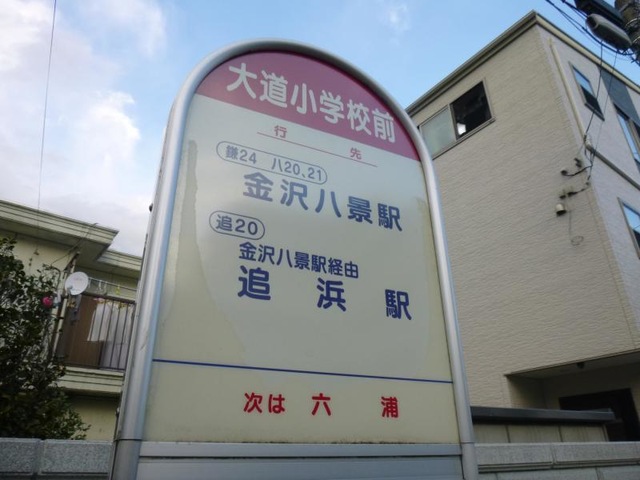 大道小学校前
行先
鎌24 八20、21
金沢八景駅
追20
金沢八景駅経由
追浜駅
次は 六浦